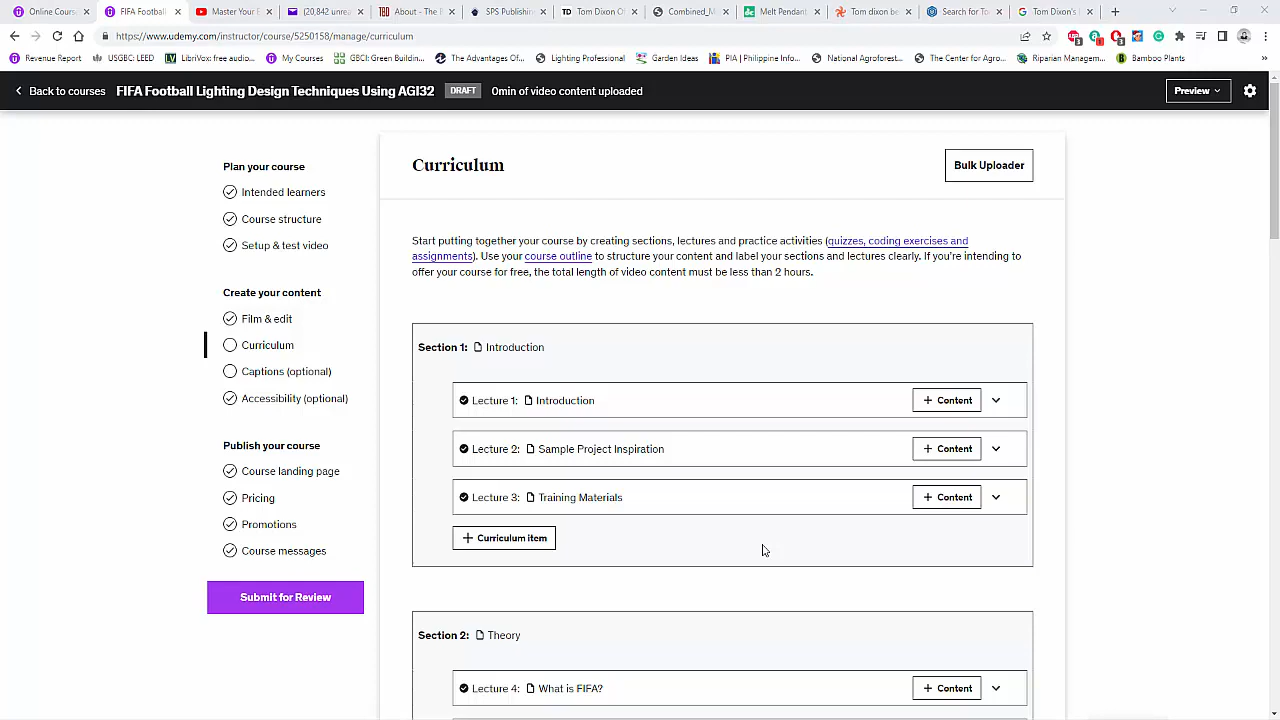 Online Cours
FIFA Football
Master Your E
(20,842 unre
About – The P
SPS Publishin
Tom Dixon O
Combined_M
Melt Pendan
Tom dixon be
Search for To
Tom Dixon's L
https://www.udemy.com/instructor/course/5250158/manage/curriculum
Revenue Report
USGBC: LEED
LibriVox: free audio...
My Courses
GBCI: Green Building...
The Advantages Of...
Lighting Professional
Garden Ideas
PIA | Philippine Info...
National Agroforest...
The Center for Agro...
Riparian Managem...
Bamboo Plants
»
Back to courses FIFA Football Lighting Design Techniques Using AGI32 DRAFT 0min of video content uploaded Preview
Plan your course
Intended learners
Course structure
Setup & test video
Create your content
Film & edit
Curriculum
Captions (optional)
Accessibility (optional)
Publish your course
Course landing page
Pricing
Promotions
Course messages
Submit for Review
Curriculum
Bulk Uploader
Start putting together your course by creating sections, lectures and practice activities (quizzes, coding exercises and
assignments). Use your course outline to structure your content and label your sections and lectures clearly. If you're intending to
offer your course for free, the total length of video content must be less than 2 hours.
Section 1: Introduction
Lecture 1: Introduction + Content
Lecture 2: Sample Project Inspiration + Content
Lecture 3: Training Materials + Content
+ Curriculum item
Section 2: Theory
Lecture 4: What is FIFA? + Content